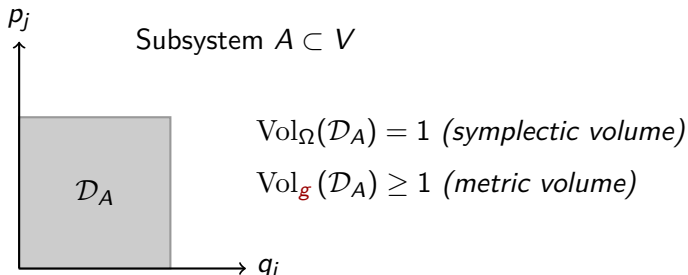 p_j
Subsystem A ⊂ V
Vol_Ω(𝒟_A) = 1 (symplectic volume)
𝒟_A
Vol_g(𝒟_A) ≥ 1 (metric volume)
q_i